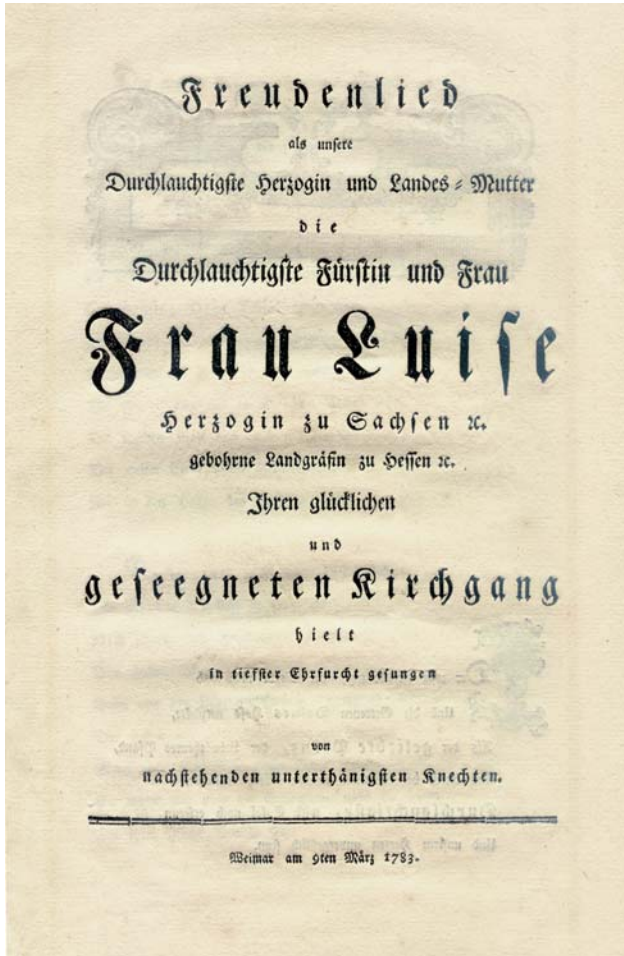 Freudenlied
als unsere
Durchlauchtigste Herzogin und Landes-Mutter
die
Durchlauchtigste Fürstin und Frau
Frau Luise
Herzogin zu Sachsen ꝛc.
gebohrne Landgräfin zu Hessen ꝛc.
Ihren glücklichen
und
geseegneten Kirchgang
hielt
in tiefster Ehrfurcht gesungen
von
nachstehenden unterthänigsten Knechten.
Weimar am 9ten März 1783.